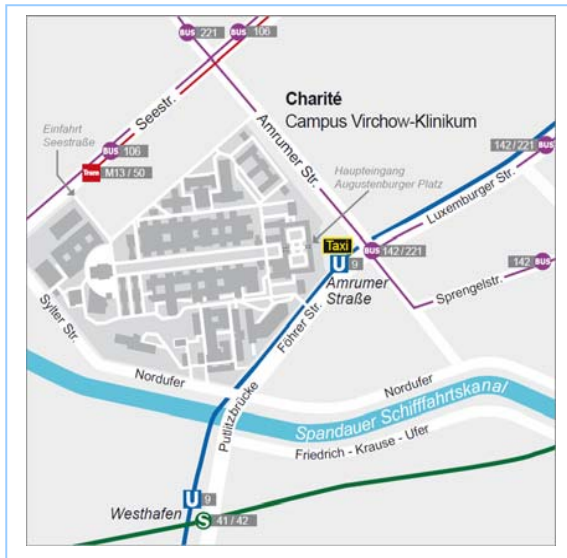 BUS 221
BUS 106
Seestr.
Charité
Campus Virchow-Klinikum
Einfahrt
Seestraße
BUS 106
Tram M13 / 50
Amrumer Str.
142 / 221
BUS
Haupteingang
Augustenburger Platz
Luxemburger Str.
Taxi
BUS 142 / 221
U 9
142 BUS
Amrumer
Straße
Sprengelstr.
Sylter Str.
Föhrer Str.
Nordufer
Nordufer
Putlitzbrücke
Spandauer Schifffahrtskanal
Friedrich - Krause - Ufer
U 9
Westhafen
S 41 / 42